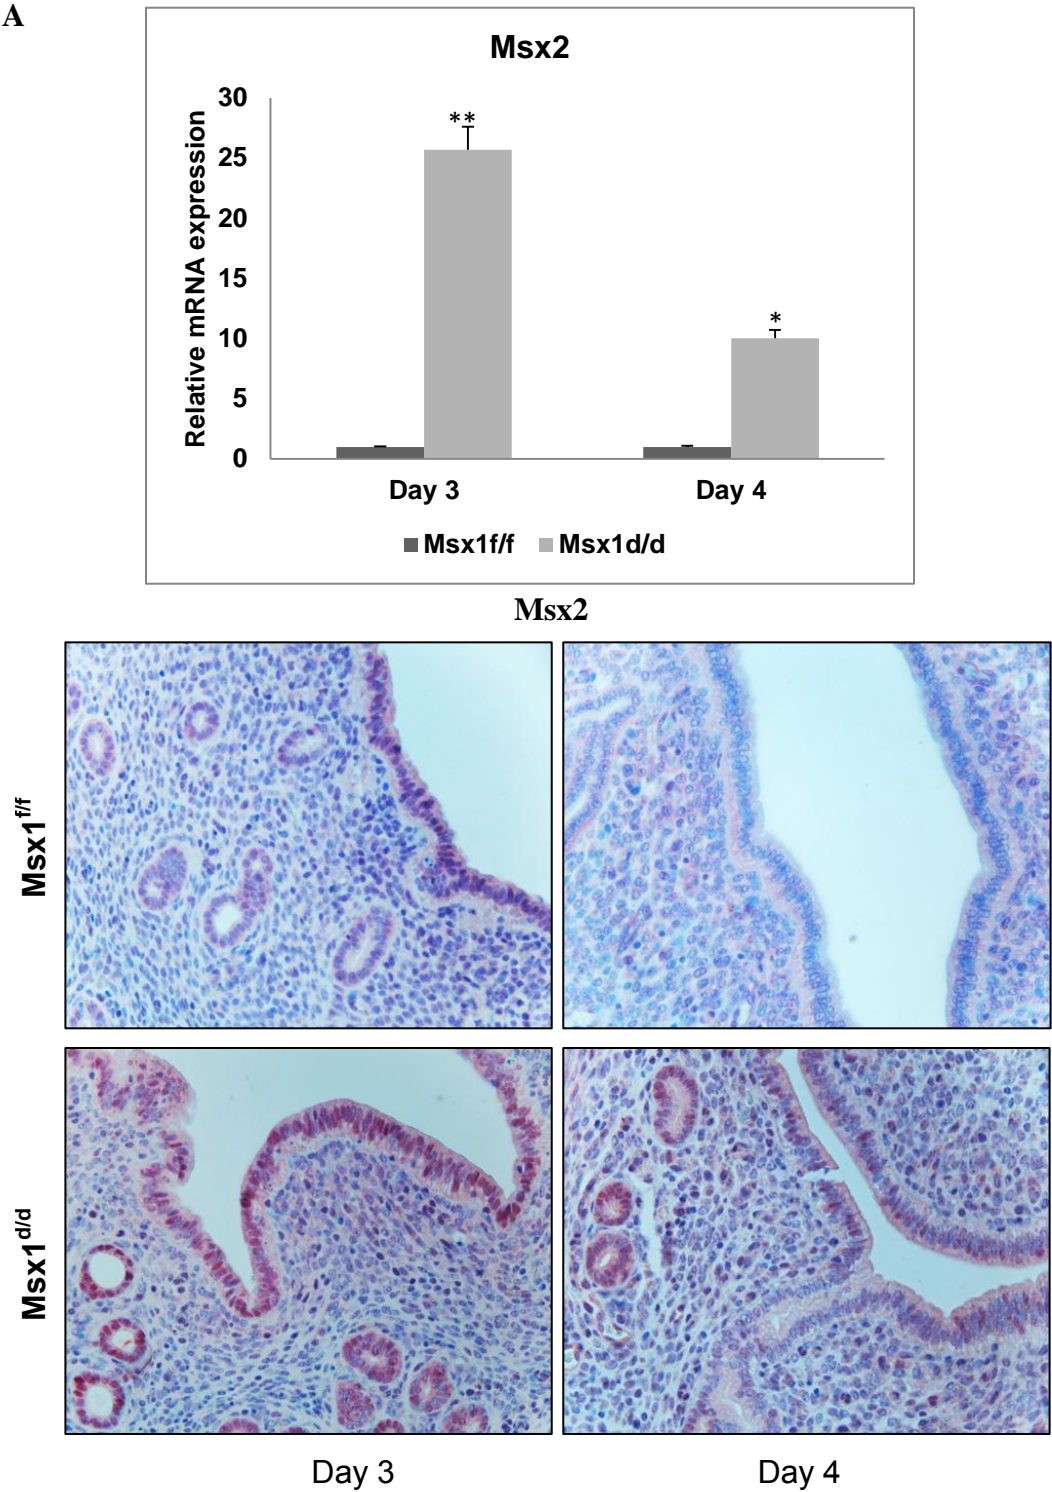 A
Msx2
Relative mRNA expression
30
25
20
15
10
5
0
**
*
Day 3 Day 4
Msx1f/f Msx1d/d
Msx2
Msx1f/f
Msx1d/d
Day 3 Day 4